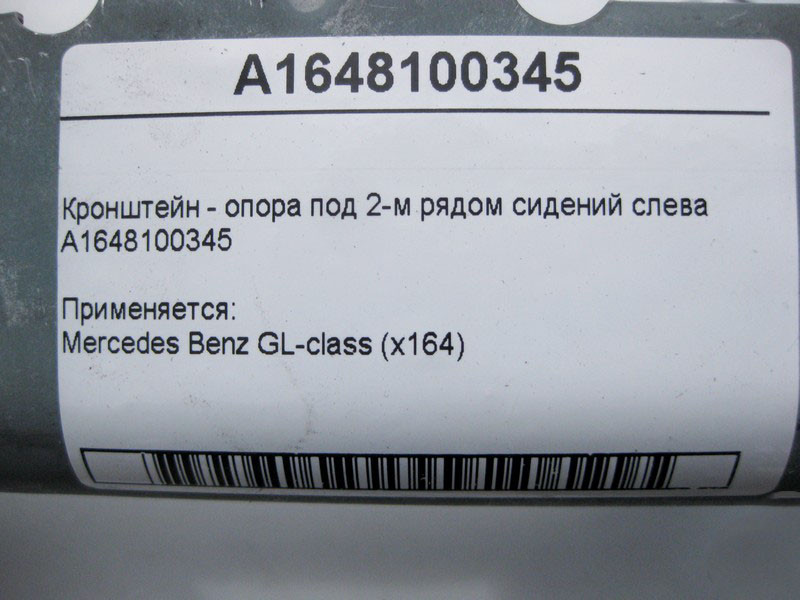 A1648100345
Кронштейн - опора под 2-м рядом сидений слева
A1648100345
Применяется:
Mercedes Benz GL-class (x164)